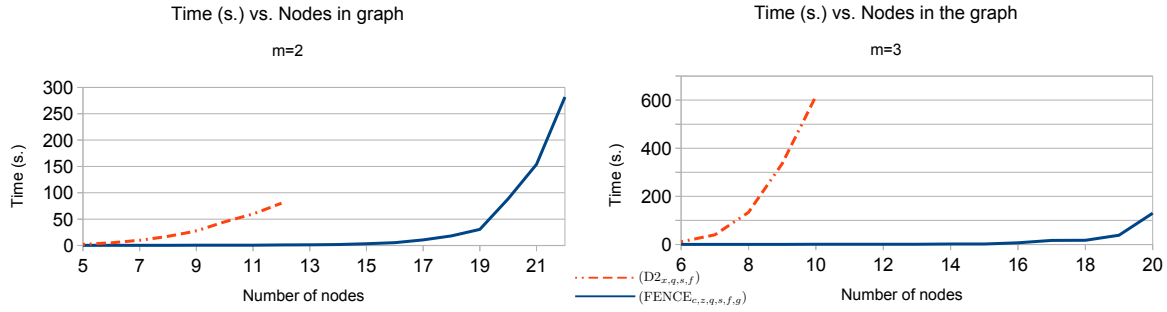 Time (s.) vs. Nodes in graph
m=2
Time (s.)
300
250
200
150
100
50
0
5 7 9 11 13 15 17 19 21
Number of nodes
Time (s.) vs. Nodes in the graph
m=3
Time (s.)
600
400
200
0
6 8 10 12 14 16 18 20
Number of nodes
(D2x,q,s,f)
(FENCEc,z,q,s,f,g)